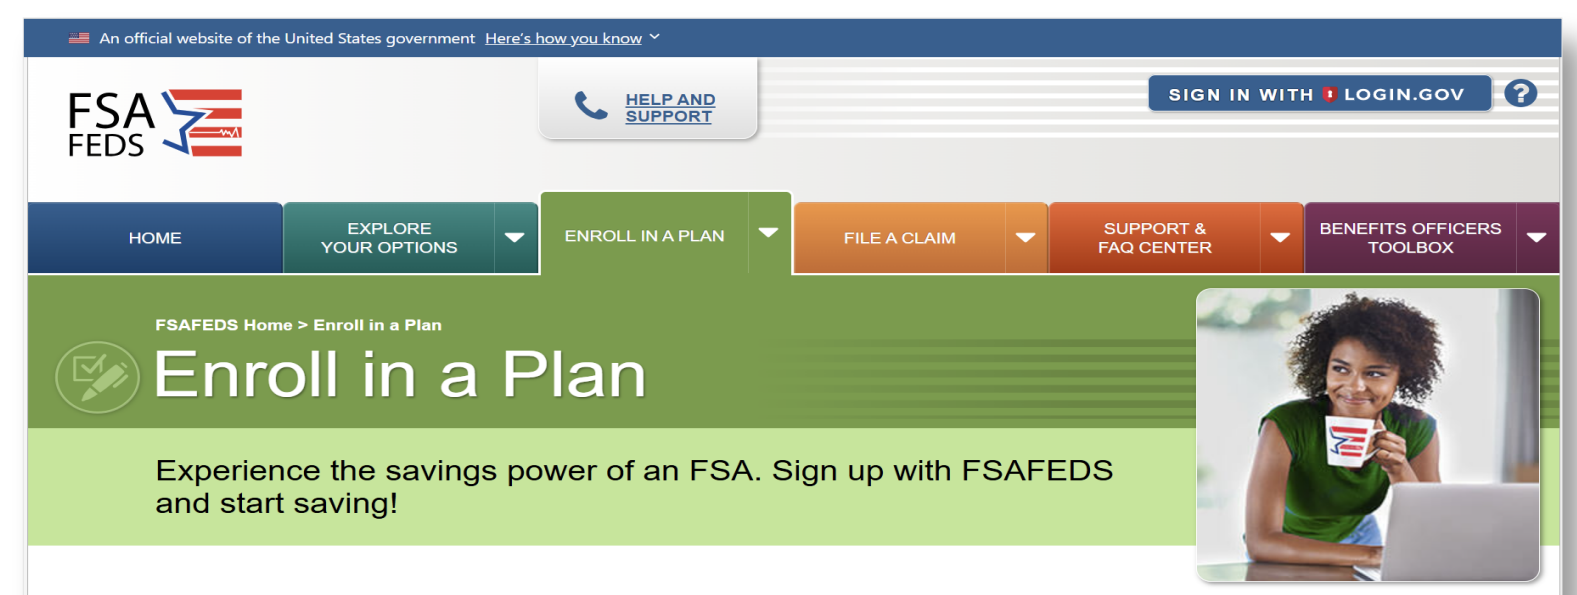 An official website of the United States government Here's how you know
FSA
FEDS
HELP AND
SUPPORT
SIGN IN WITH LOGIN.GOV ?
HOME
EXPLORE
YOUR OPTIONS
ENROLL IN A PLAN
FILE A CLAIM
SUPPORT &
FAQ CENTER
BENEFITS OFFICERS
TOOLBOX
FSAFEDS Home > Enroll in a Plan
Enroll in a Plan
Experience the savings power of an FSA. Sign up with FSAFEDS
and start saving!